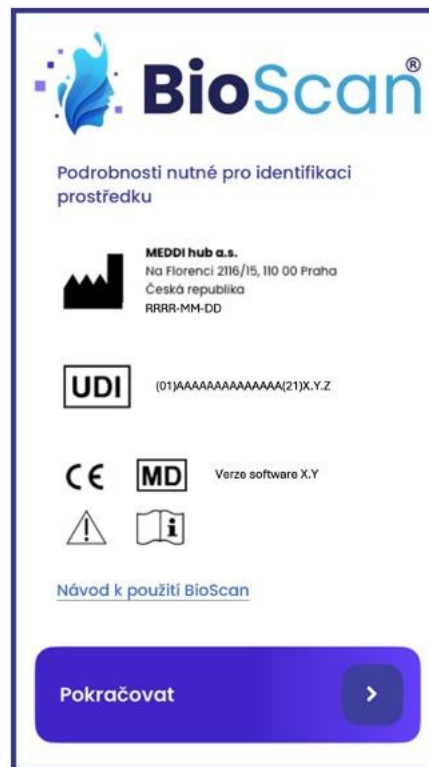 BioScan®
Podrobnosti nutné pro identifikaci
prostředku
MEDDI hub a.s.
Na Florenci 2116/15, 110 00 Praha
Česká republika
RRRR-MM-DD
UDI
(01)AAAAAAAAAAAAAA(21)X.Y.Z
CE
MD
Verze software X.Y
i
Návod k použití BioScan
Pokračovat